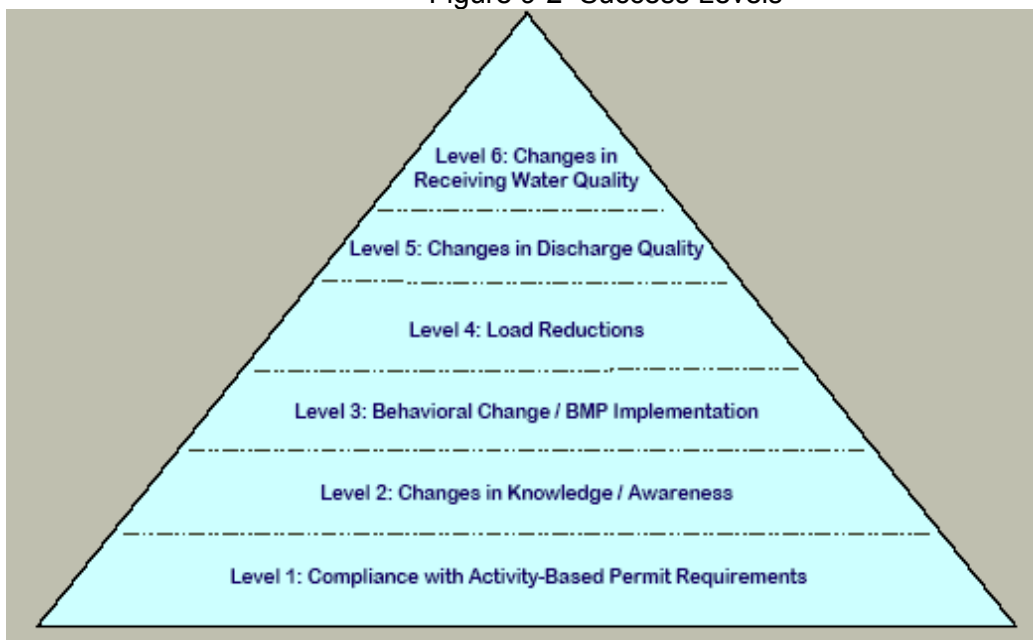 Figure 9-2 Success Levels
Level 6: Changes in
Receiving Water Quality
Level 5: Changes in Discharge Quality
Level 4: Load Reductions
Level 3: Behavioral Change / BMP Implementation
Level 2: Changes in Knowledge / Awareness
Level 1: Compliance with Activity-Based Permit Requirements